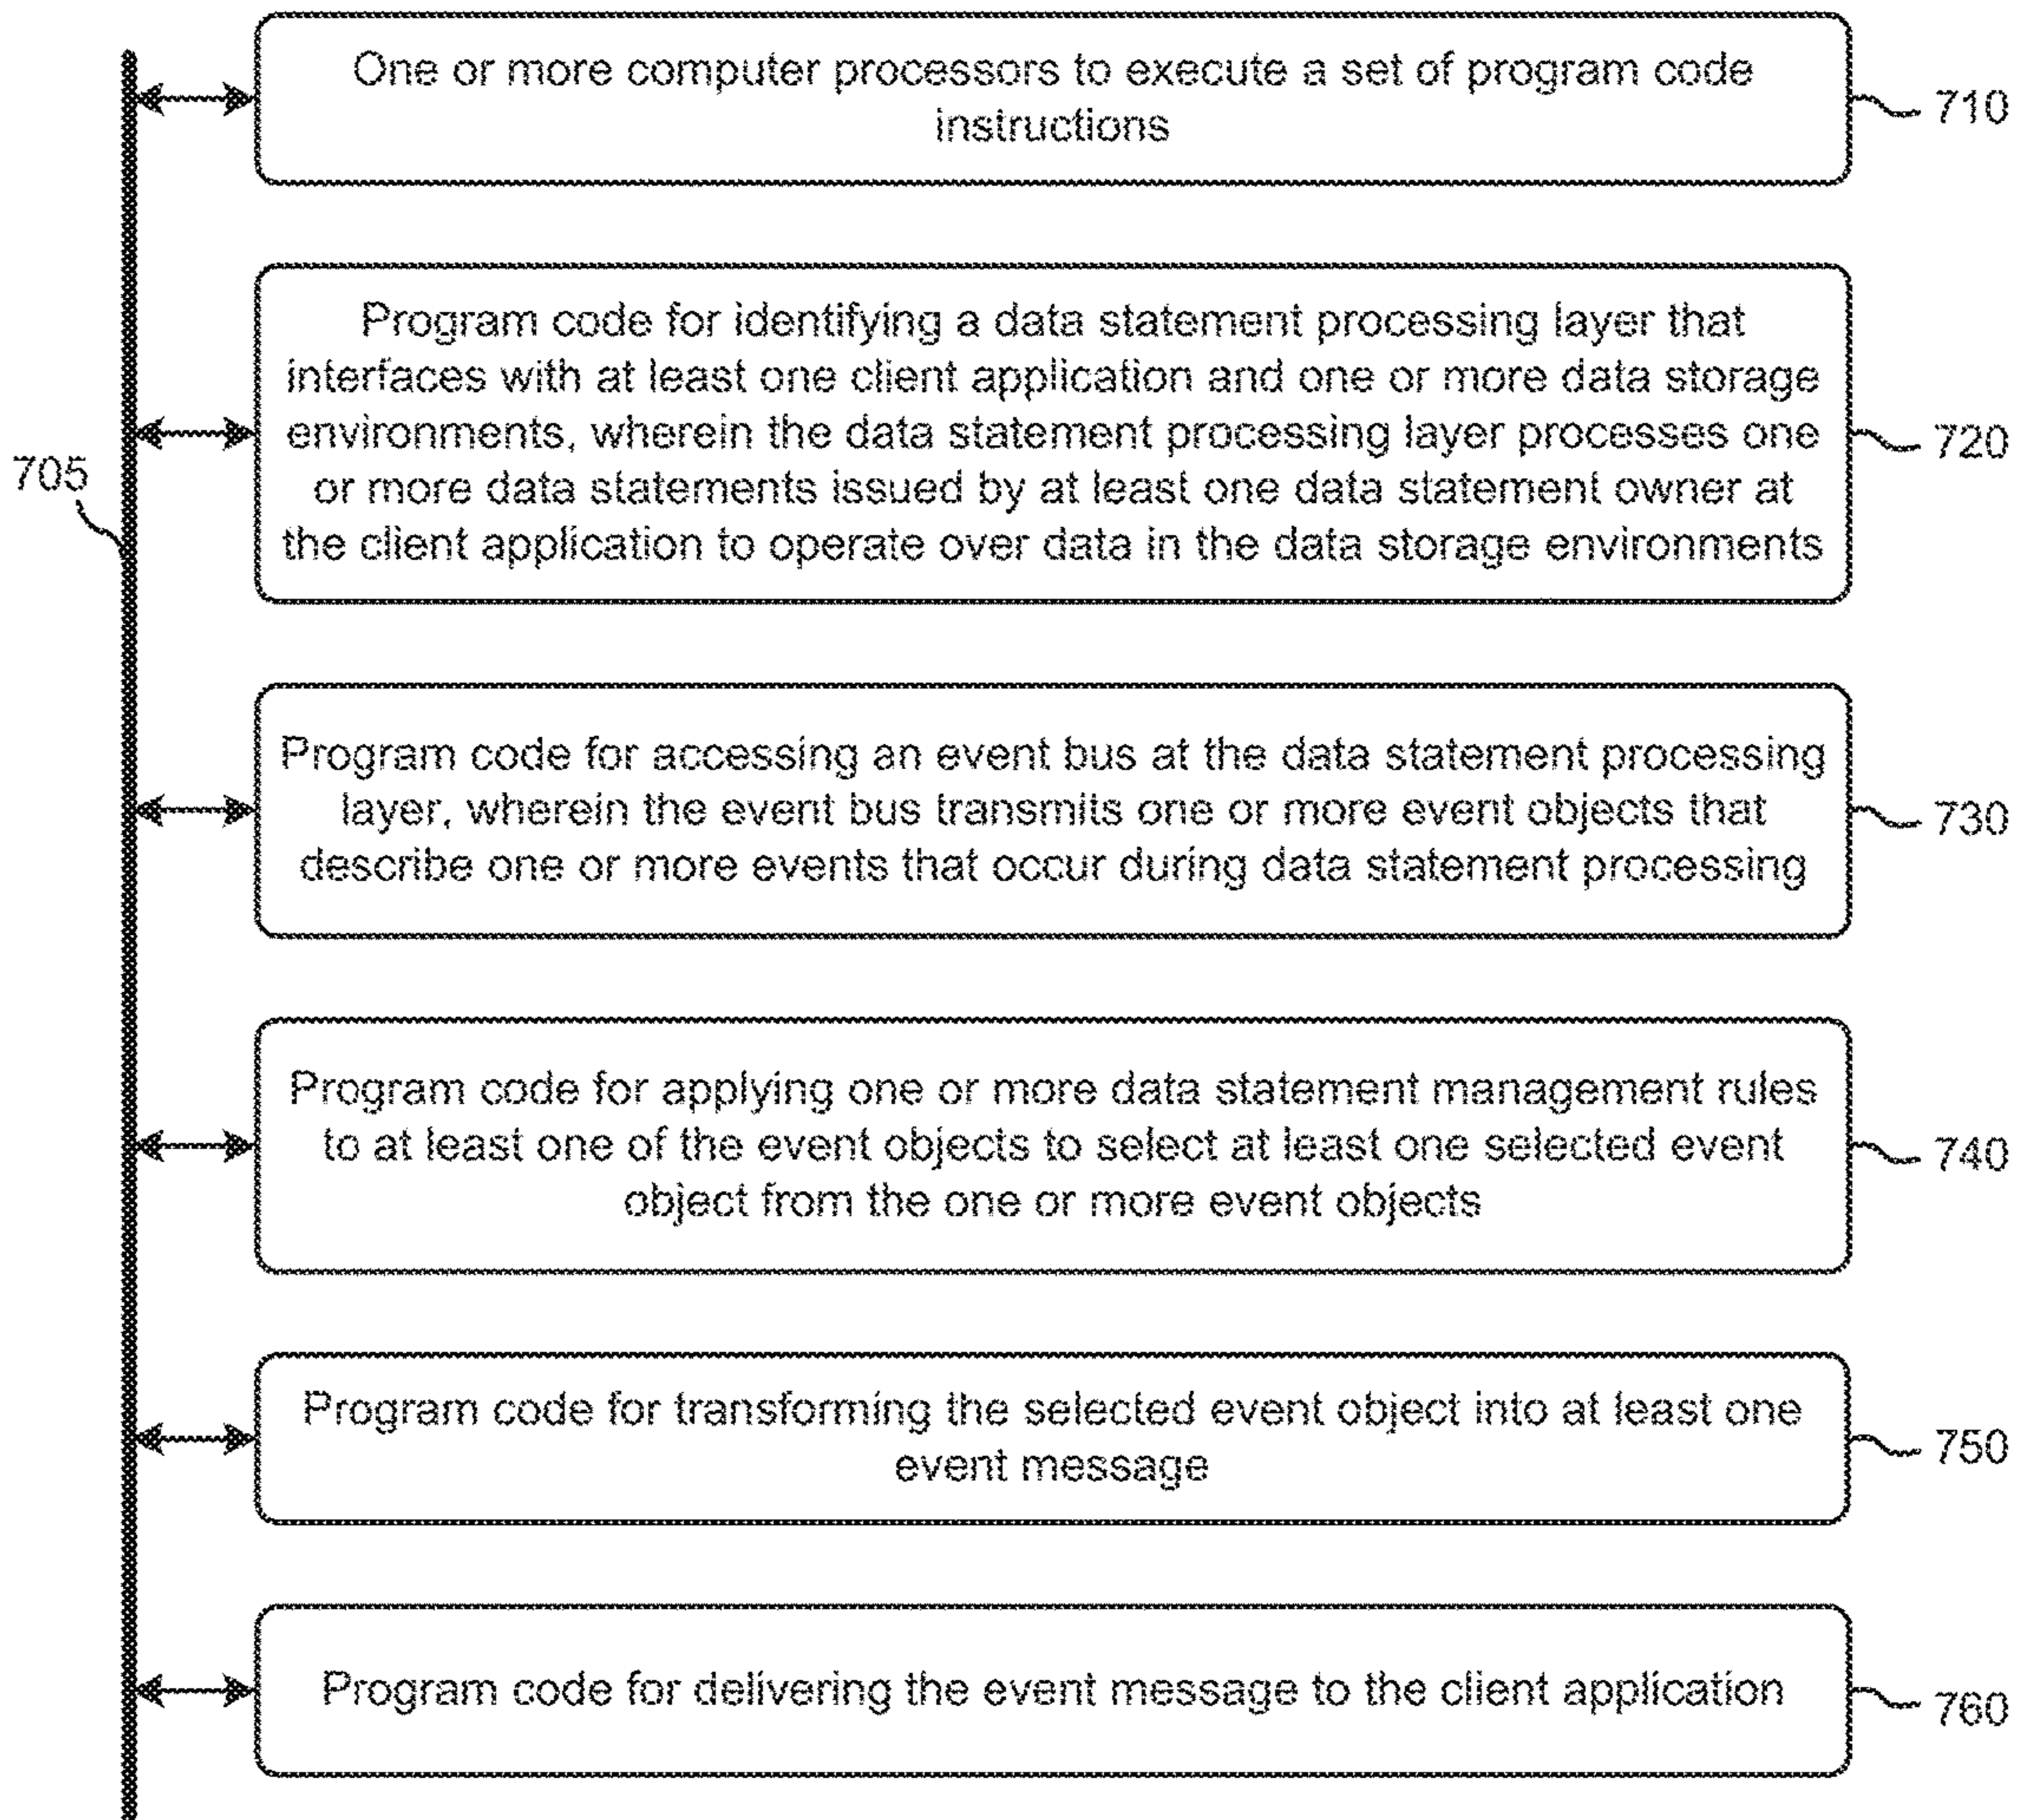 One or more computer processors to execute a set of program code
instructions
710
Program code for identifying a data statement processing layer that
interfaces with at least one client application and one or more data storage
environments, wherein the data statement processing layer processes one
or more data statements issued by at least one data statement owner at
the client application to operate over data in the data storage environments
720
705
Program code for accessing an event bus at the data statement processing
layer, wherein the event bus transmits one or more event objects that
describe one or more events that occur during data statement processing
730
Program code for applying one or more data statement management rules
to at least one of the event objects to select at least one selected event
object from the one or more event objects
740
Program code for transforming the selected event object into at least one
event message
750
Program code for delivering the event message to the client application
760